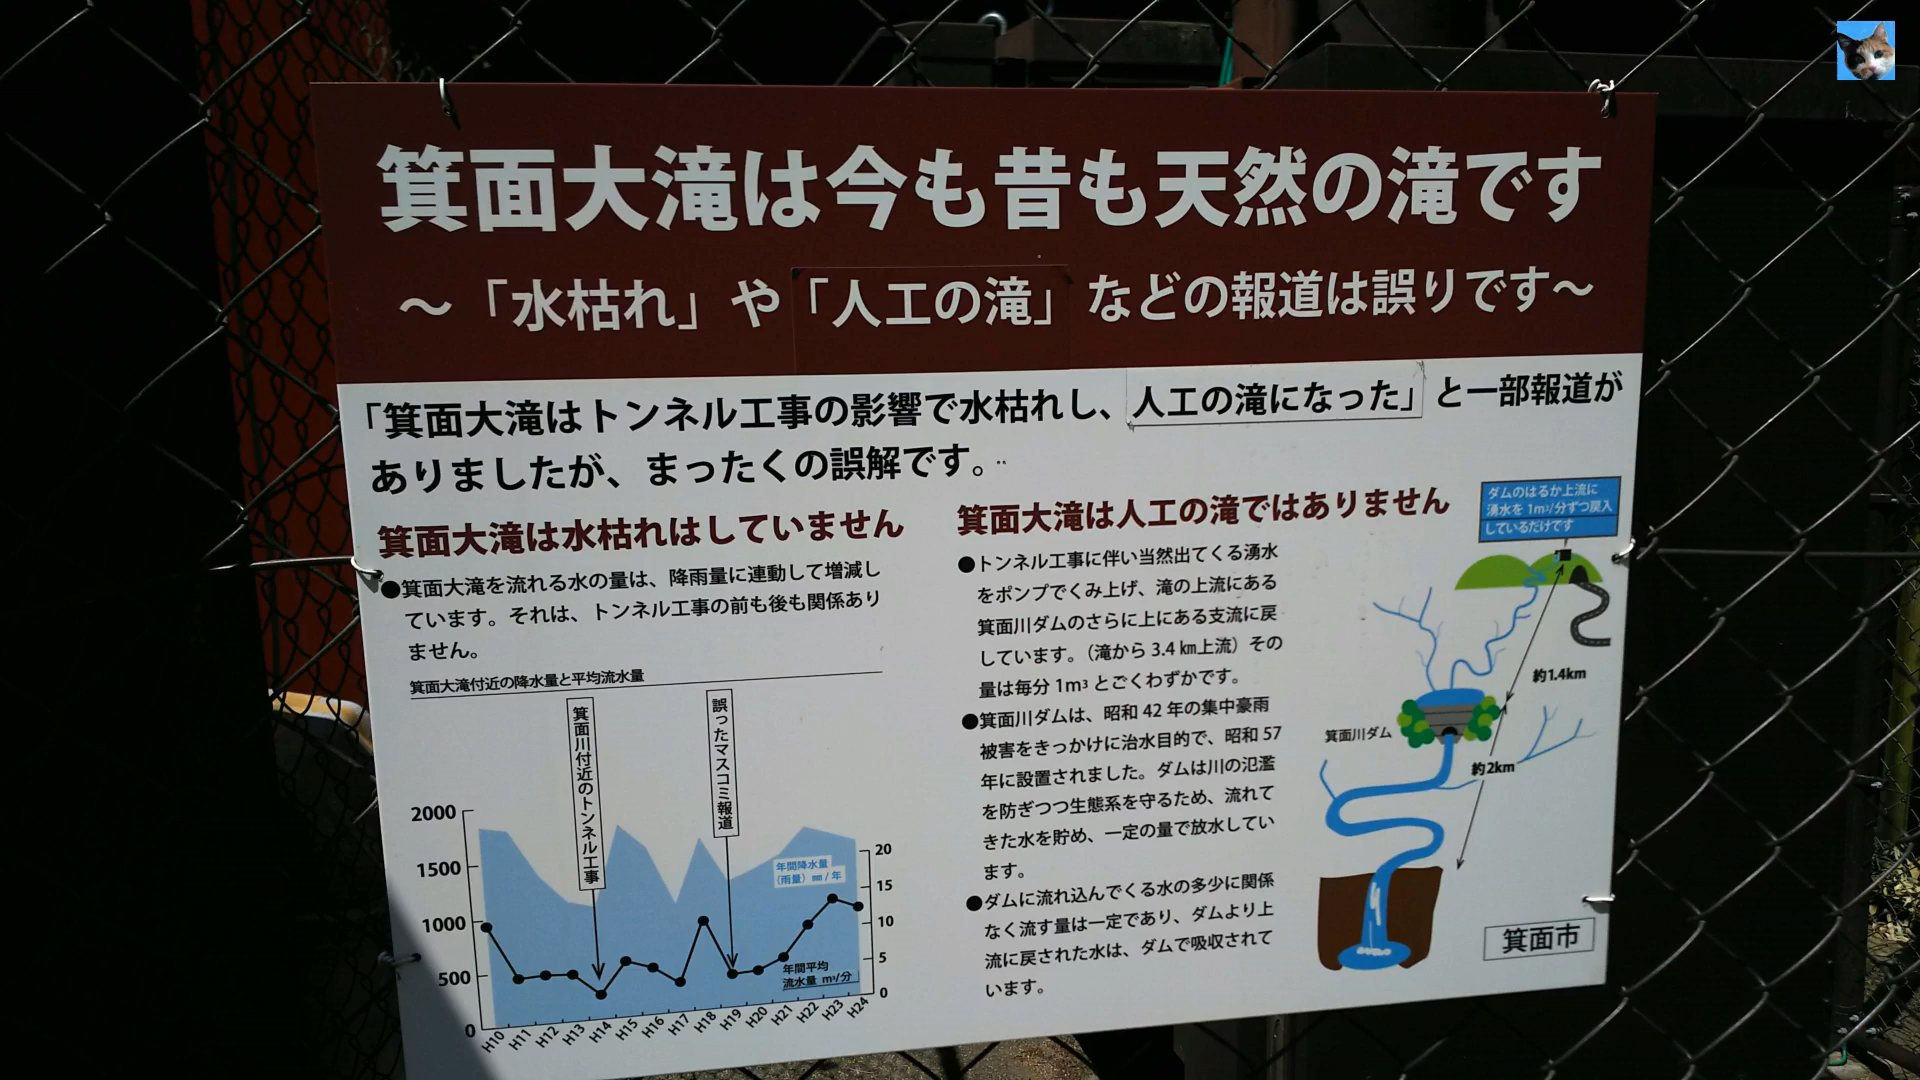 箕面大滝は今も昔も天然の滝です
～「水枯れ」や「人工の滝」などの報道は誤りです～
「箕面大滝はトンネル工事の影響で水枯れし、人工の滝になった」と一部報道が
ありましたが、まったくの誤解です。
箕面大滝は水枯れはしていません
●箕面大滝を流れる水の量は、降雨量に連動して増減し
ています。それは、トンネル工事の前も後も関係あり
ません。
箕面大滝付近の降水量と平均流水量
箕面川付近のトンネル工事
誤ったマスコミ報道
2000
1500
1000
500
0
20
15
10
5
0
年間降水量
（雨量）㎜/年
年間平均
流水量 m³/分
H10 H11 H12 H13 H14 H15 H16 H17 H18 H19 H20 H21 H22 H23 H24
箕面大滝は人工の滝ではありません
●トンネル工事に伴い当然出てくる湧水
をポンプでくみ上げ、滝の上流にある
箕面川ダムのさらに上にある支流に戻
しています。（滝から 3.4 ㎞上流）その
量は毎分 1m³ とごくわずかです。
●箕面川ダムは、昭和 42 年の集中豪雨
被害をきっかけに治水目的で、昭和 57
年に設置されました。ダムは川の氾濫
を防ぎつつ生態系を守るため、流れて
きた水を貯め、一定の量で放水してい
ます。
●ダムに流れ込んでくる水の多少に関係
なく流す量は一定であり、ダムより上
流に戻された水は、ダムで吸収されて
います。
ダムのはるか上流に
湧水を 1m³/分ずつ戻入
しているだけです
約1.4km
箕面川ダム
約2km
箕面市